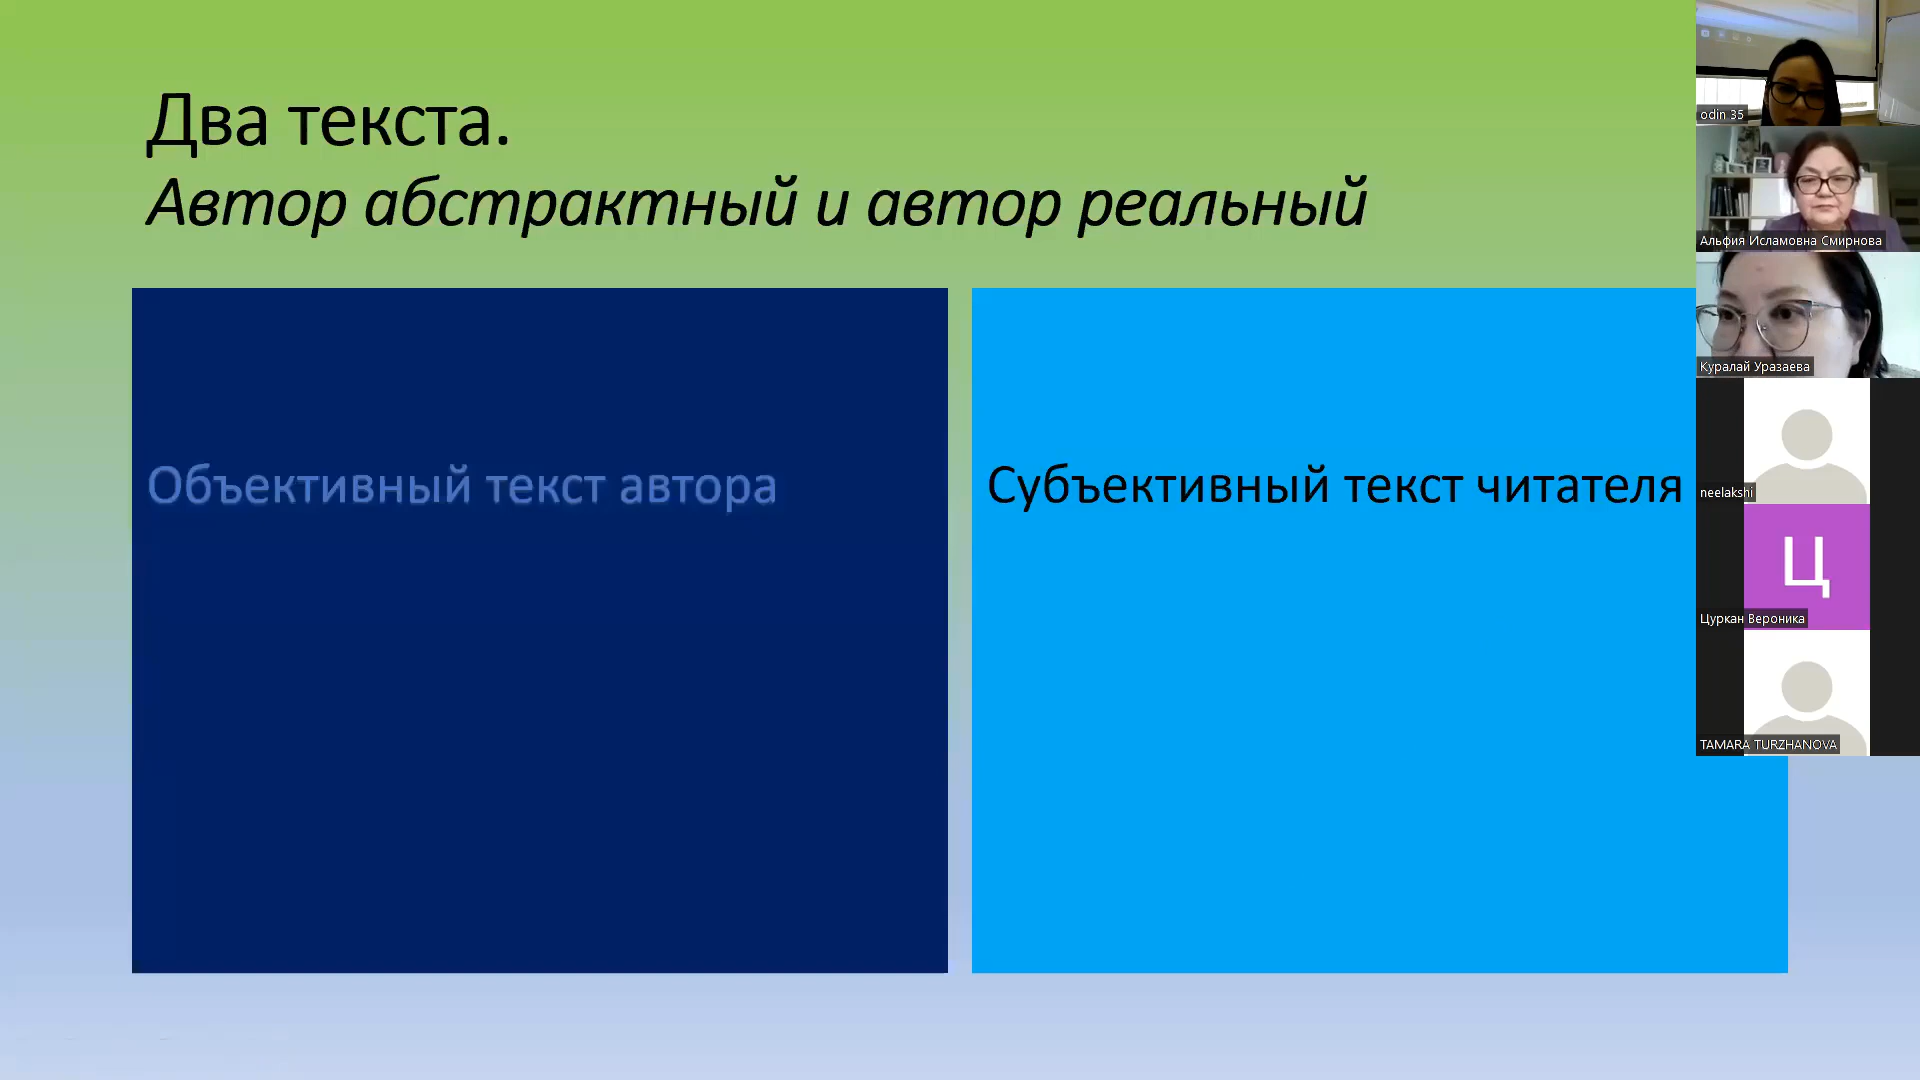 Два текста.
Автор абстрактный и автор реальный
Объективный текст автора
Субъективный текст читателя
odin 35
Альфия Исламовна Смирнова
Куралай Уразаева
neelakshi
Ц
Цуркан Вероника
TAMARA TURZHANOVA